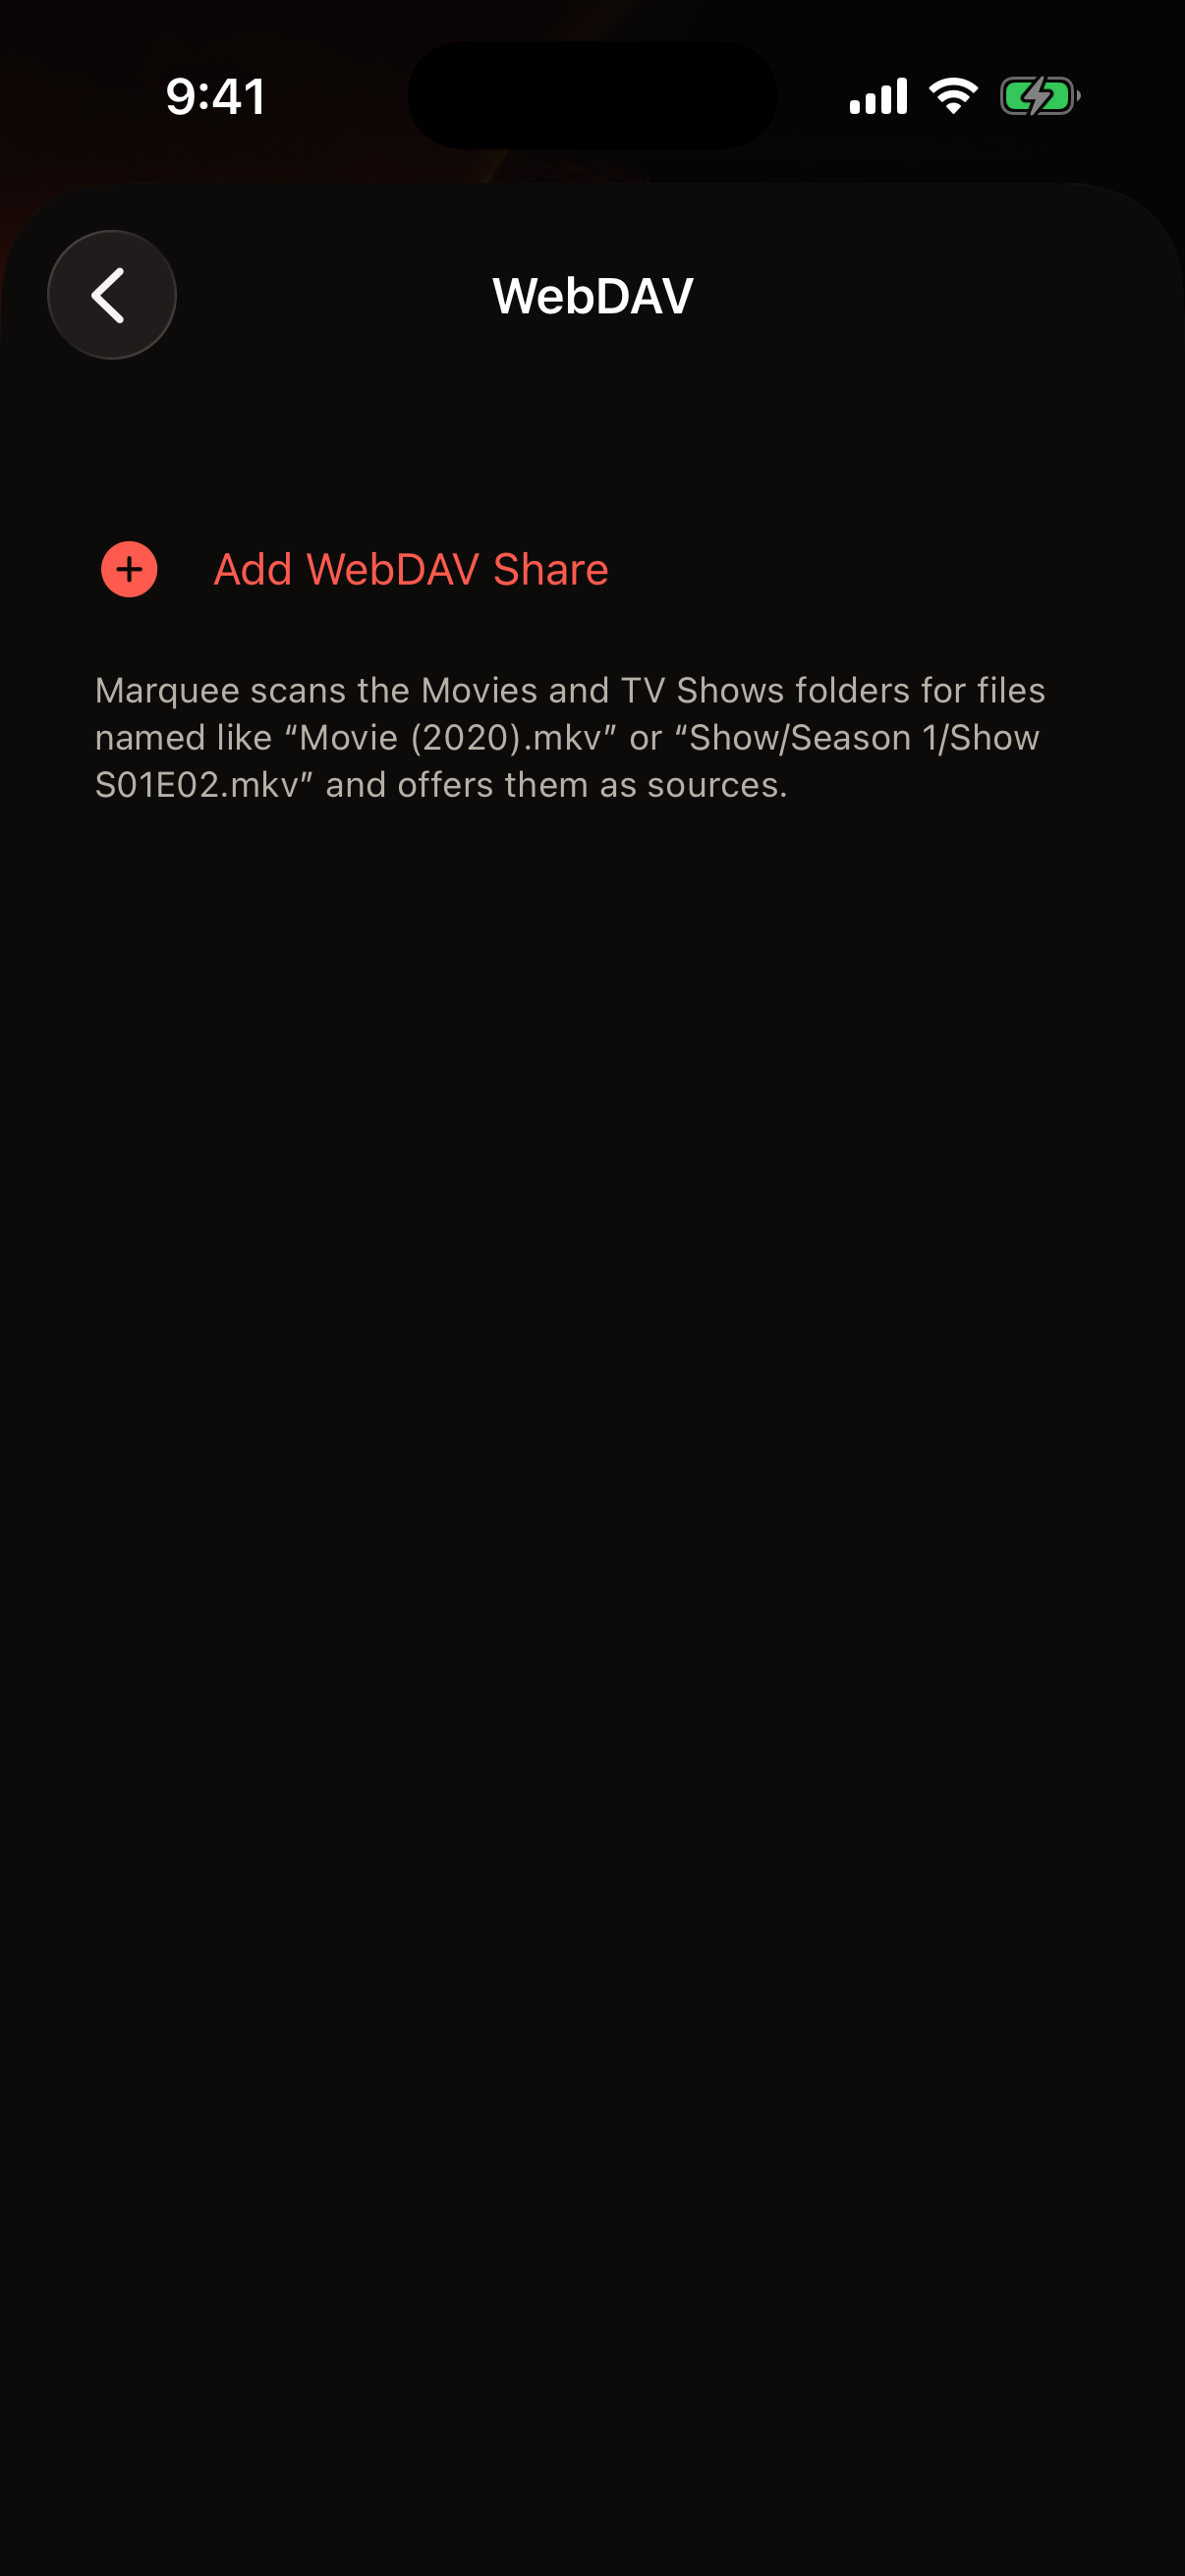 9:41
WebDAV
Add WebDAV Share
Marquee scans the Movies and TV Shows folders for files
named like “Movie (2020).mkv” or “Show/Season 1/Show
S01E02.mkv” and offers them as sources.